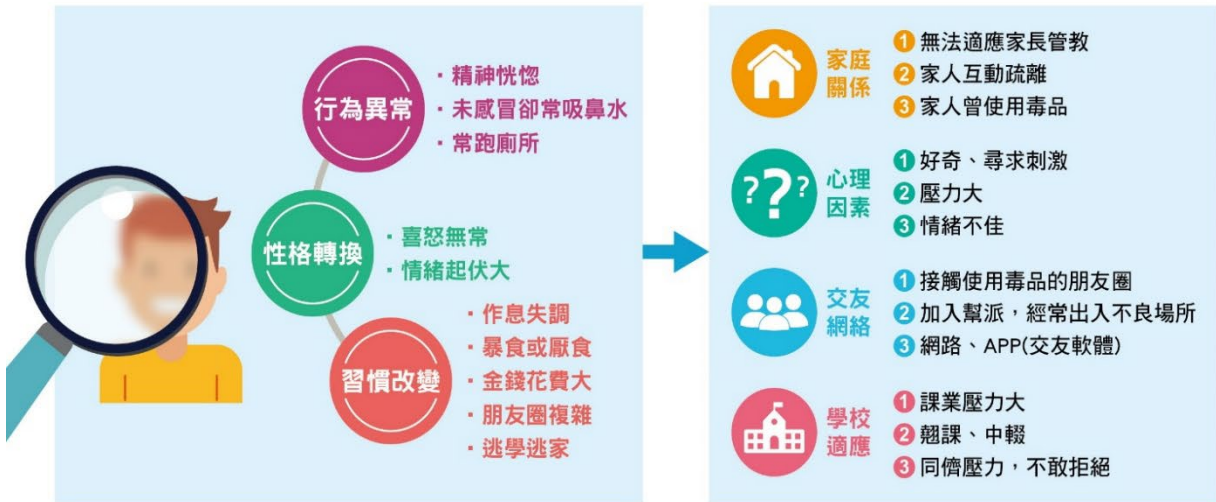 行為異常
・精神恍惚
・未感冒卻常吸鼻水
・常跑廁所
性格轉換
・喜怒無常
・情緒起伏大
習慣改變
・作息失調
・暴食或厭食
・金錢花費大
・朋友圈複雜
・逃學逃家
家庭
關係
1 無法適應家長管教
2 家人互動疏離
3 家人曾使用毒品
???
心理
因素
1 好奇、尋求刺激
2 壓力大
3 情緒不佳
交友
網絡
1 接觸使用毒品的朋友圈
2 加入幫派,經常出入不良場所
3 網路、APP(交友軟體)
學校
適應
1 課業壓力大
2 翹課、中輟
3 同儕壓力,不敢拒絕